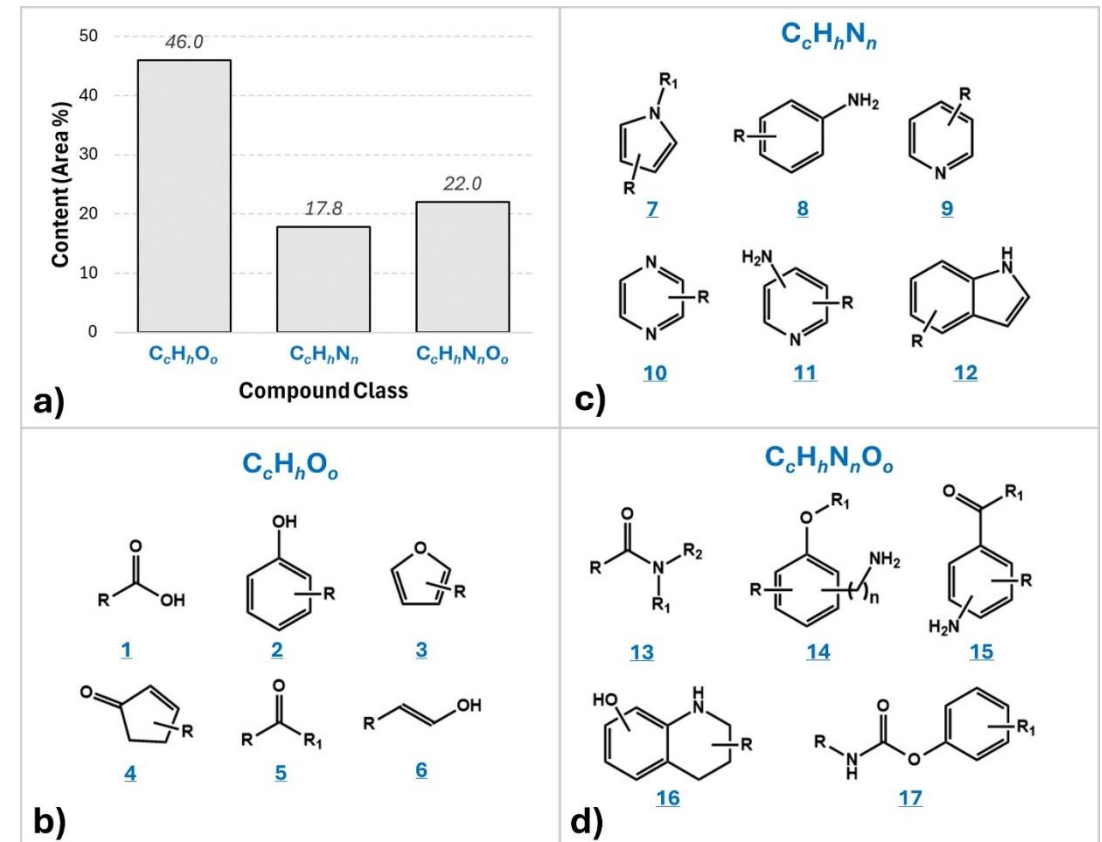 50
46.0
40
30
22.0
20
17.8
10
0
Content (Area %)
CcHhOo
CcHhNn
CcHhNnOo
Compound Class
a)
CcHhNn
R1
N
R
7
NH2
R
8
R
N
9
N
R
N
10
H2N
R
N
11
H
N
R
12
c)
CcHhOo
O
R
OH
1
OH
R
2
O
R
3
O
R
4
O
R
R1
5
R
OH
6
b)
CcHhNnOo
O
R
N
R2
R1
13
O
R1
NH2
R
( )n
14
O
R1
R
H2N
15
HO
H
N
R
16
O
R
N
H
O
R1
17
d)